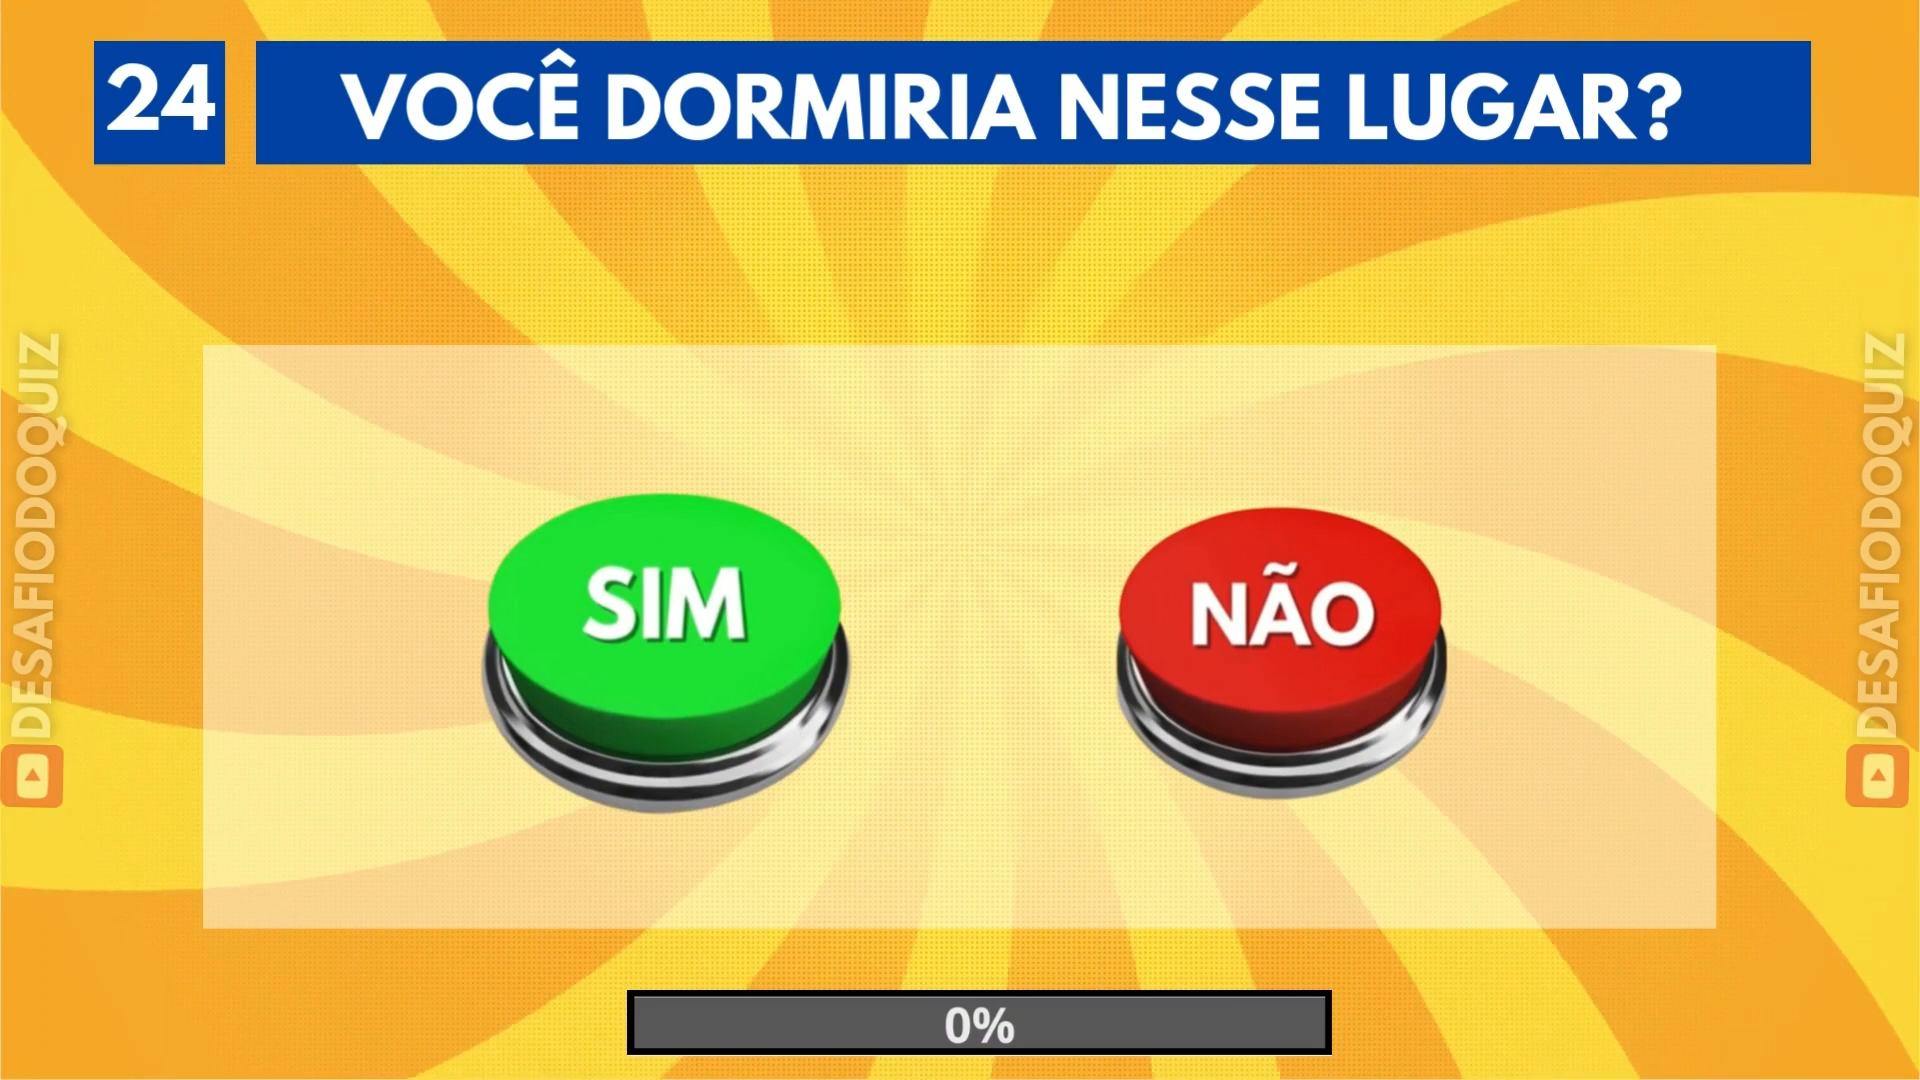 24
VOCÊ DORMIRIA NESSE LUGAR?
DESAFIODOQUIZ
SIM
NÃO
DESAFIODOQUIZ
0%